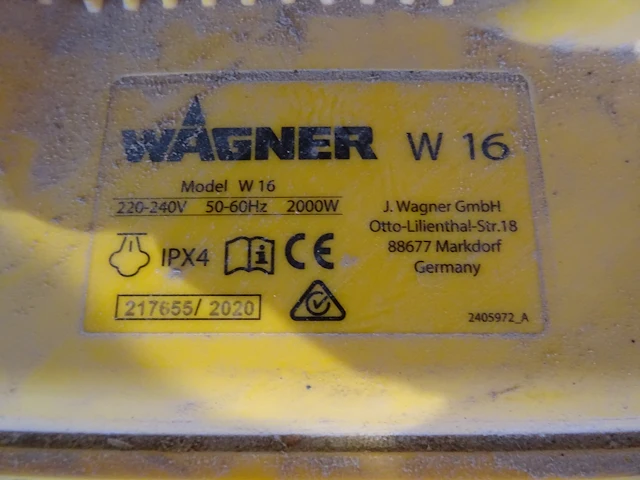 WAGNER W 16
Model W 16
220-240V 50-60Hz 2000W
J. Wagner GmbH
Otto-Lilienthal-Str.18
88677 Markdorf
Germany
IPX4 i CE
217655/ 2020
2405972_A